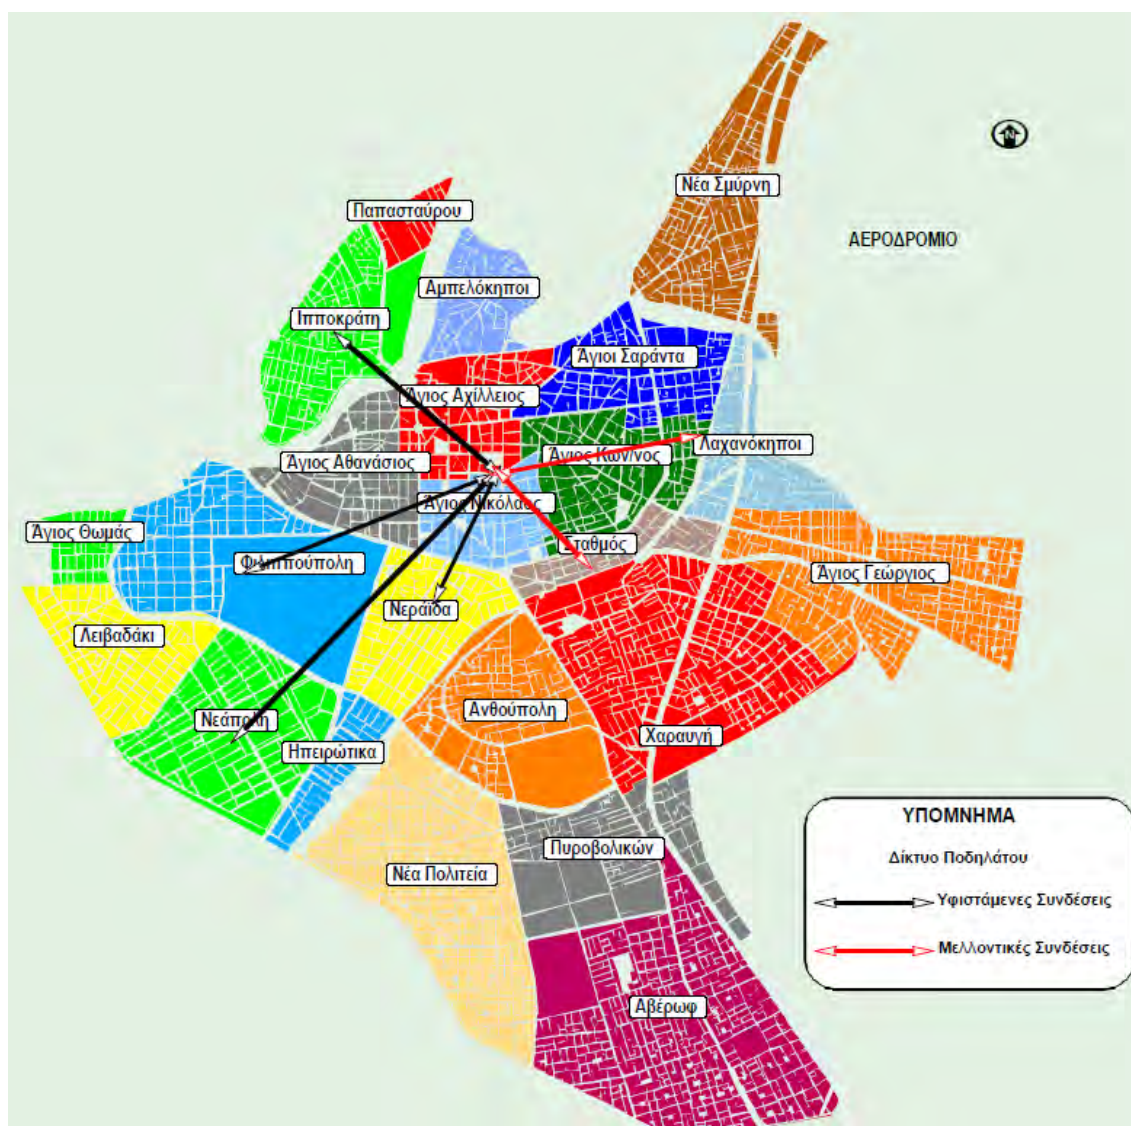 Νέα Σμύρνη
Παπασταύρου
ΑΕΡΟΔΡΟΜΙΟ
Αμπελόκηποι
Ιπποκράτη
Άγιοι Σαράντα
Άγιος Αχίλλειος
Λαχανόκηποι
Άγιος Κων/νος
Άγιος Αθανάσιος
Άγιος Νικόλαος
Άγιος Θωμάς
Σταθμός
Φιλιππούπολη
Άγιος Γεώργιος
Νεράιδα
Λειβαδάκι
Ανθούπολη
Νεάπολη
Χαραυγή
Ηπειρώτικα
Πυροβολικών
Νέα Πολιτεία
Αβέρωφ
ΥΠΟΜΝΗΜΑ
Δίκτυο Ποδηλάτου
Υφιστάμενες Συνδέσεις
Μελλοντικές Συνδέσεις
N